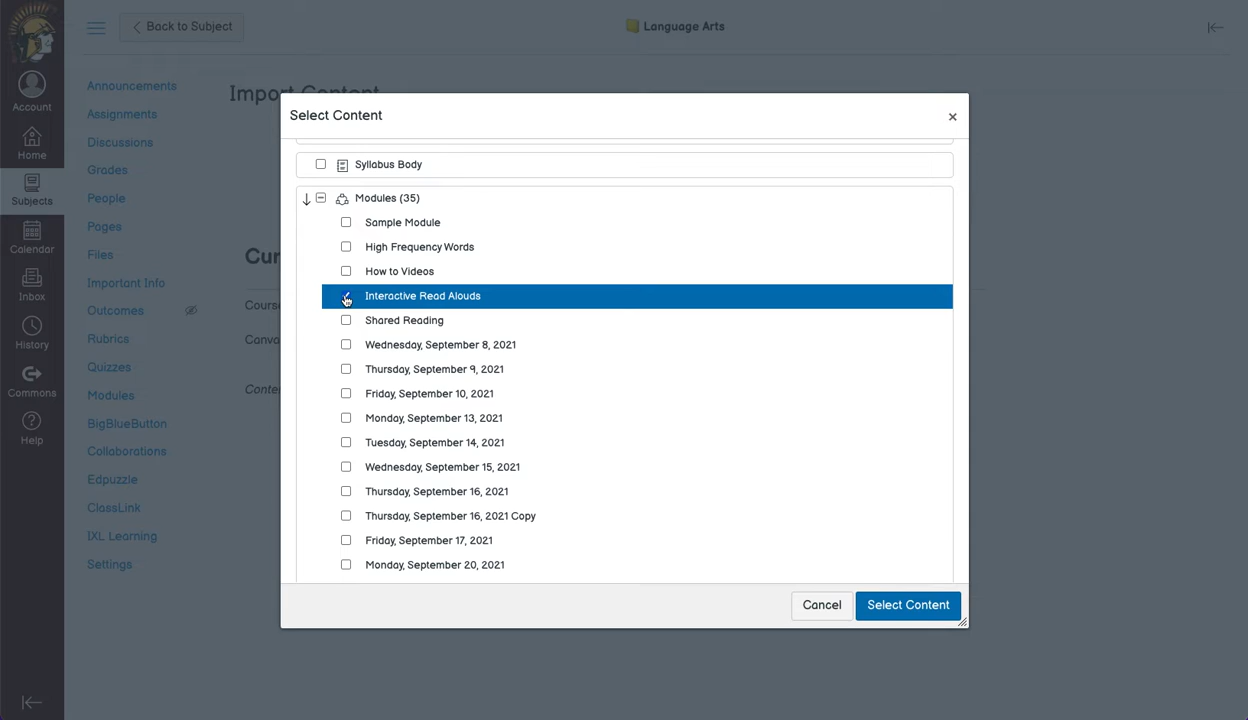 Back to Subject
Language Arts
Account
Home
Subjects
Calendar
Inbox
History
Commons
Help
Announcements
Assignments
Discussions
Grades
People
Pages
Files
Important Info
Outcomes
Rubrics
Quizzes
Modules
BigBlueButton
Collaborations
Edpuzzle
ClassLink
IXL Learning
Settings
Import Content
Select Content
Syllabus Body
Modules (35)
Sample Module
High Frequency Words
How to Videos
Interactive Read Alouds
Shared Reading
Wednesday, September 8, 2021
Thursday, September 9, 2021
Friday, September 10, 2021
Monday, September 13, 2021
Tuesday, September 14, 2021
Wednesday, September 15, 2021
Thursday, September 16, 2021
Thursday, September 16, 2021 Copy
Friday, September 17, 2021
Monday, September 20, 2021
Cancel
Select Content